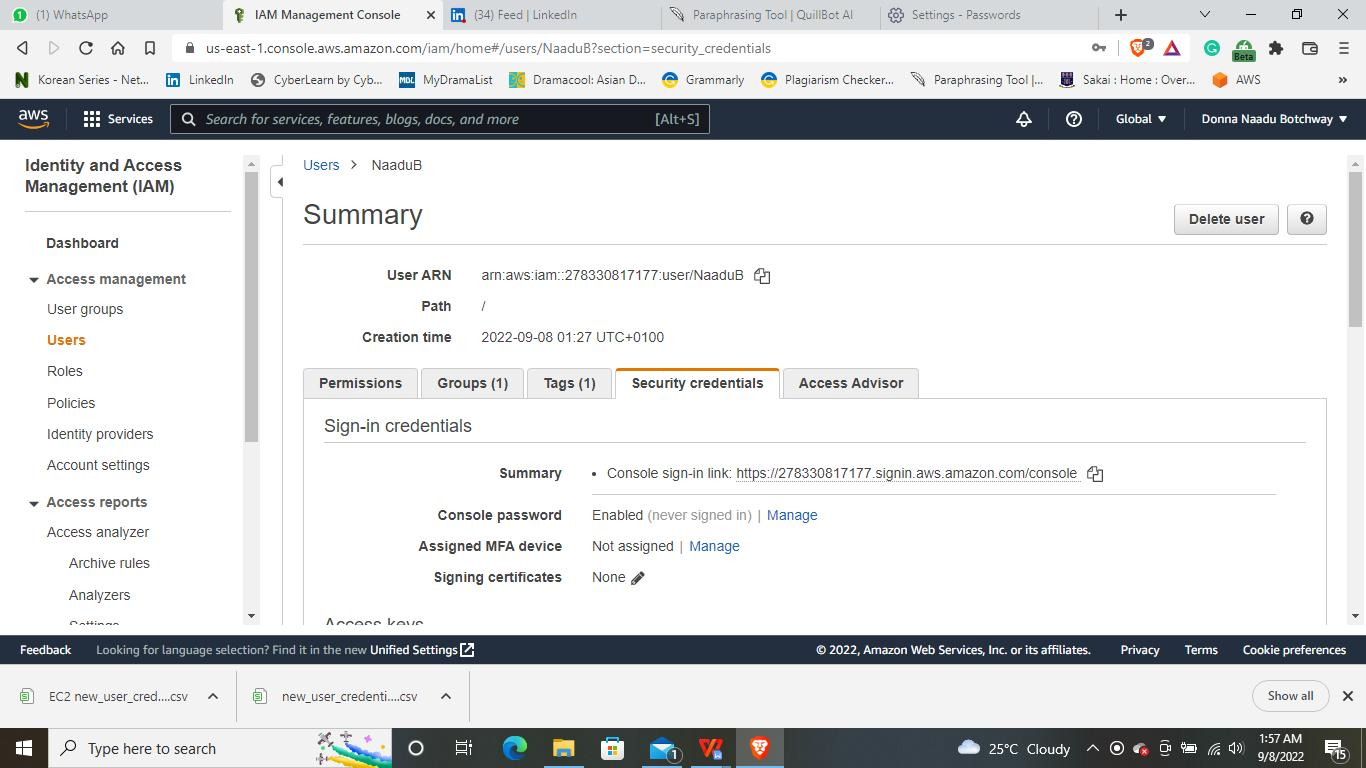 (1) WhatsApp
IAM Management Console
(34) Feed | LinkedIn
Paraphrasing Tool | QuillBot AI
Settings - Passwords
us-east-1.console.aws.amazon.com/iam/home#/users/NaaduB?section=security_credentials
2
Beta
Korean Series - Net...
LinkedIn
CyberLearn by Cyb...
MDL MyDramaList
Dramacool: Asian D...
Grammarly
Plagiarism Checker...
Paraphrasing Tool |...
Sakai : Home : Over...
AWS
»
aws
Services
Search for services, features, blogs, docs, and more
[Alt+S]
Global
Donna Naadu Botchway
Identity and Access
Management (IAM)
Dashboard
Access management
User groups
Users
Roles
Policies
Identity providers
Account settings
Access reports
Access analyzer
Archive rules
Analyzers
Settings
Users > NaaduB
Summary
Delete user
User ARN arn:aws:iam::278330817177:user/NaaduB
Path /
Creation time 2022-09-08 01:27 UTC+0100
Permissions
Groups (1)
Tags (1)
Security credentials
Access Advisor
Sign-in credentials
Summary • Console sign-in link: https://278330817177.signin.aws.amazon.com/console
Console password Enabled (never signed in) | Manage
Assigned MFA device Not assigned | Manage
Signing certificates None
Access keys
Feedback
Looking for language selection? Find it in the new Unified Settings
© 2022, Amazon Web Services, Inc. or its affiliates.
Privacy
Terms
Cookie preferences
EC2 new_user_cred....csv
new_user_credenti....csv
Show all
Type here to search
1
25°C Cloudy
1:57 AM
9/8/2022
15